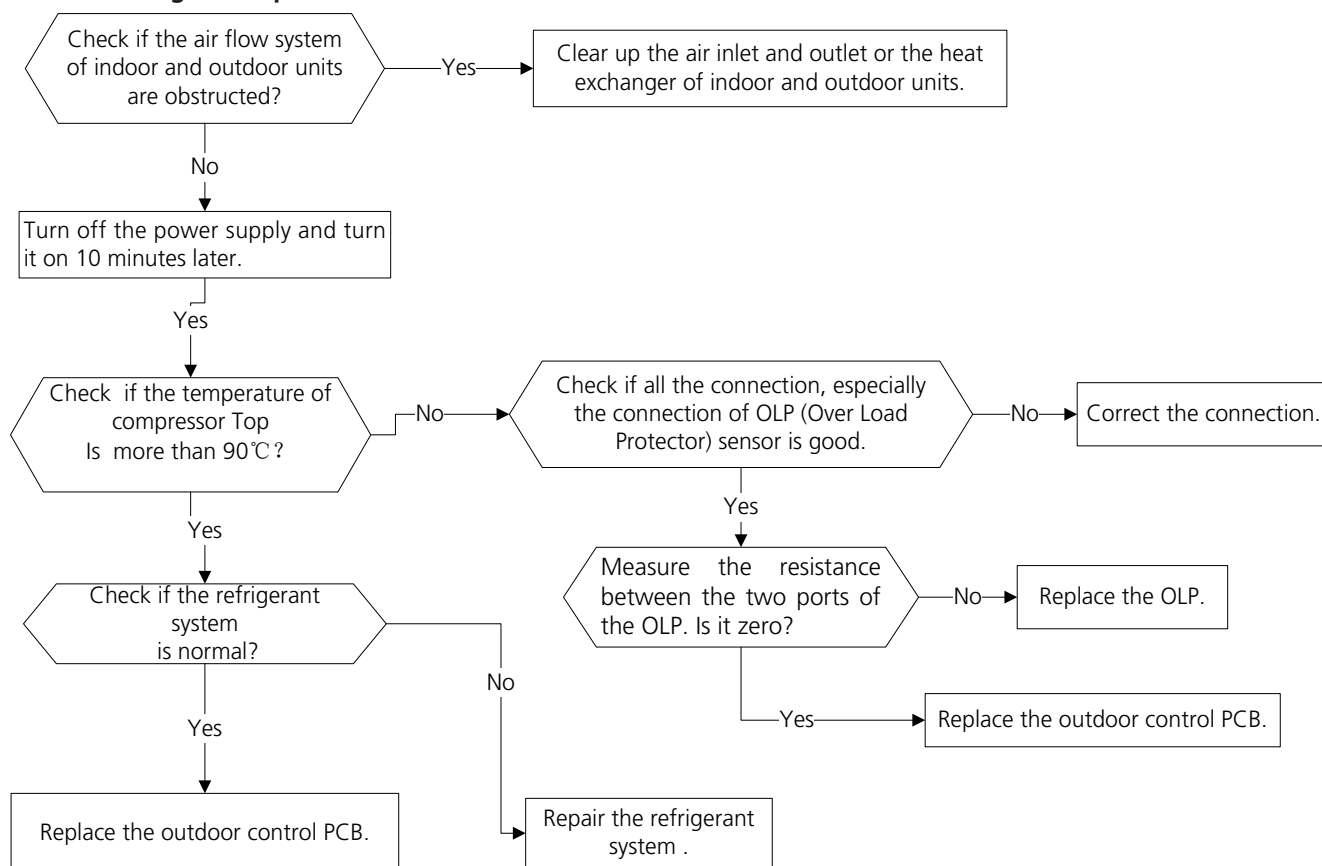 Check if the air flow system
of indoor and outdoor units
are obstructed?
Yes
Clear up the air inlet and outlet or the heat
exchanger of indoor and outdoor units.
No
Turn off the power supply and turn
it on 10 minutes later.
Yes
Check if the temperature of
compressor Top
Is more than 90℃?
No
Check if all the connection, especially
the connection of OLP (Over Load
Protector) sensor is good.
No
Correct the connection.
Yes
Yes
Check if the refrigerant
system
is normal?
Measure the resistance
between the two ports of
the OLP. Is it zero?
No
Replace the OLP.
No
Yes
Yes
Replace the outdoor control PCB.
Replace the outdoor control PCB.
Repair the refrigerant
system .